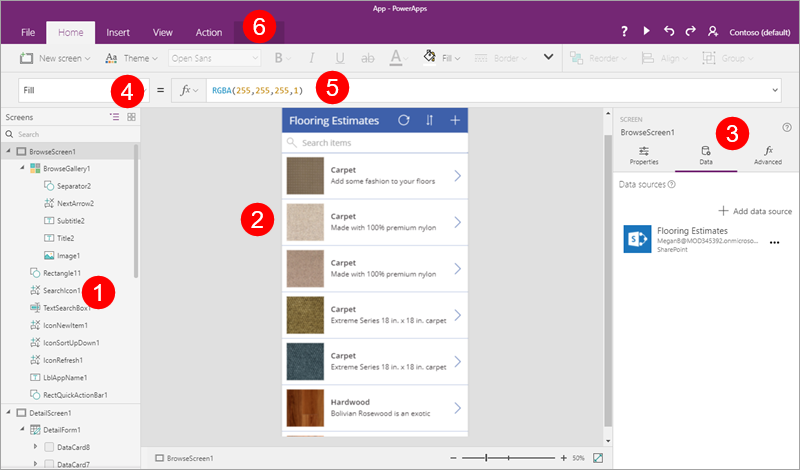 App - PowerApps
File
Home
Insert
View
Action
6
?
Contoso (default)
New screen
Aa Theme
Open Sans
B
I
U
ab
A
Fill
Border
Reorder
Align
Group
Fill
4
=
fx
RGBA(255,255,255,1)
5
Screens
Search
BrowseScreen1
BrowseGallery1
Separator2
NextArrow2
Subtitle2
Title2
Image1
Rectangle11
SearchIcon1
1
TextSearchBox1
IconNewItem1
IconSortUpDown1
IconRefresh1
LblAppName1
RectQuickActionBar1
DetailScreen1
DetailForm1
DataCard8
DataCard7
Flooring Estimates
Search items
Carpet
Add some fashion to your floors
2
Carpet
Made with 100% premium nylon
Carpet
Made with 100% premium nylon
Carpet
Extreme Series 18 in. x 18 in. carpet
Carpet
Extreme Series 18 in. x 18 in. carpet
Hardwood
Bolivian Rosewood is an exotic
BrowseScreen1
50%
SCREEN
BrowseScreen1
3
Properties
Data
fx
Advanced
Data sources
Add data source
Flooring Estimates
MeganB@MOD345392.onmicroso...
SharePoint